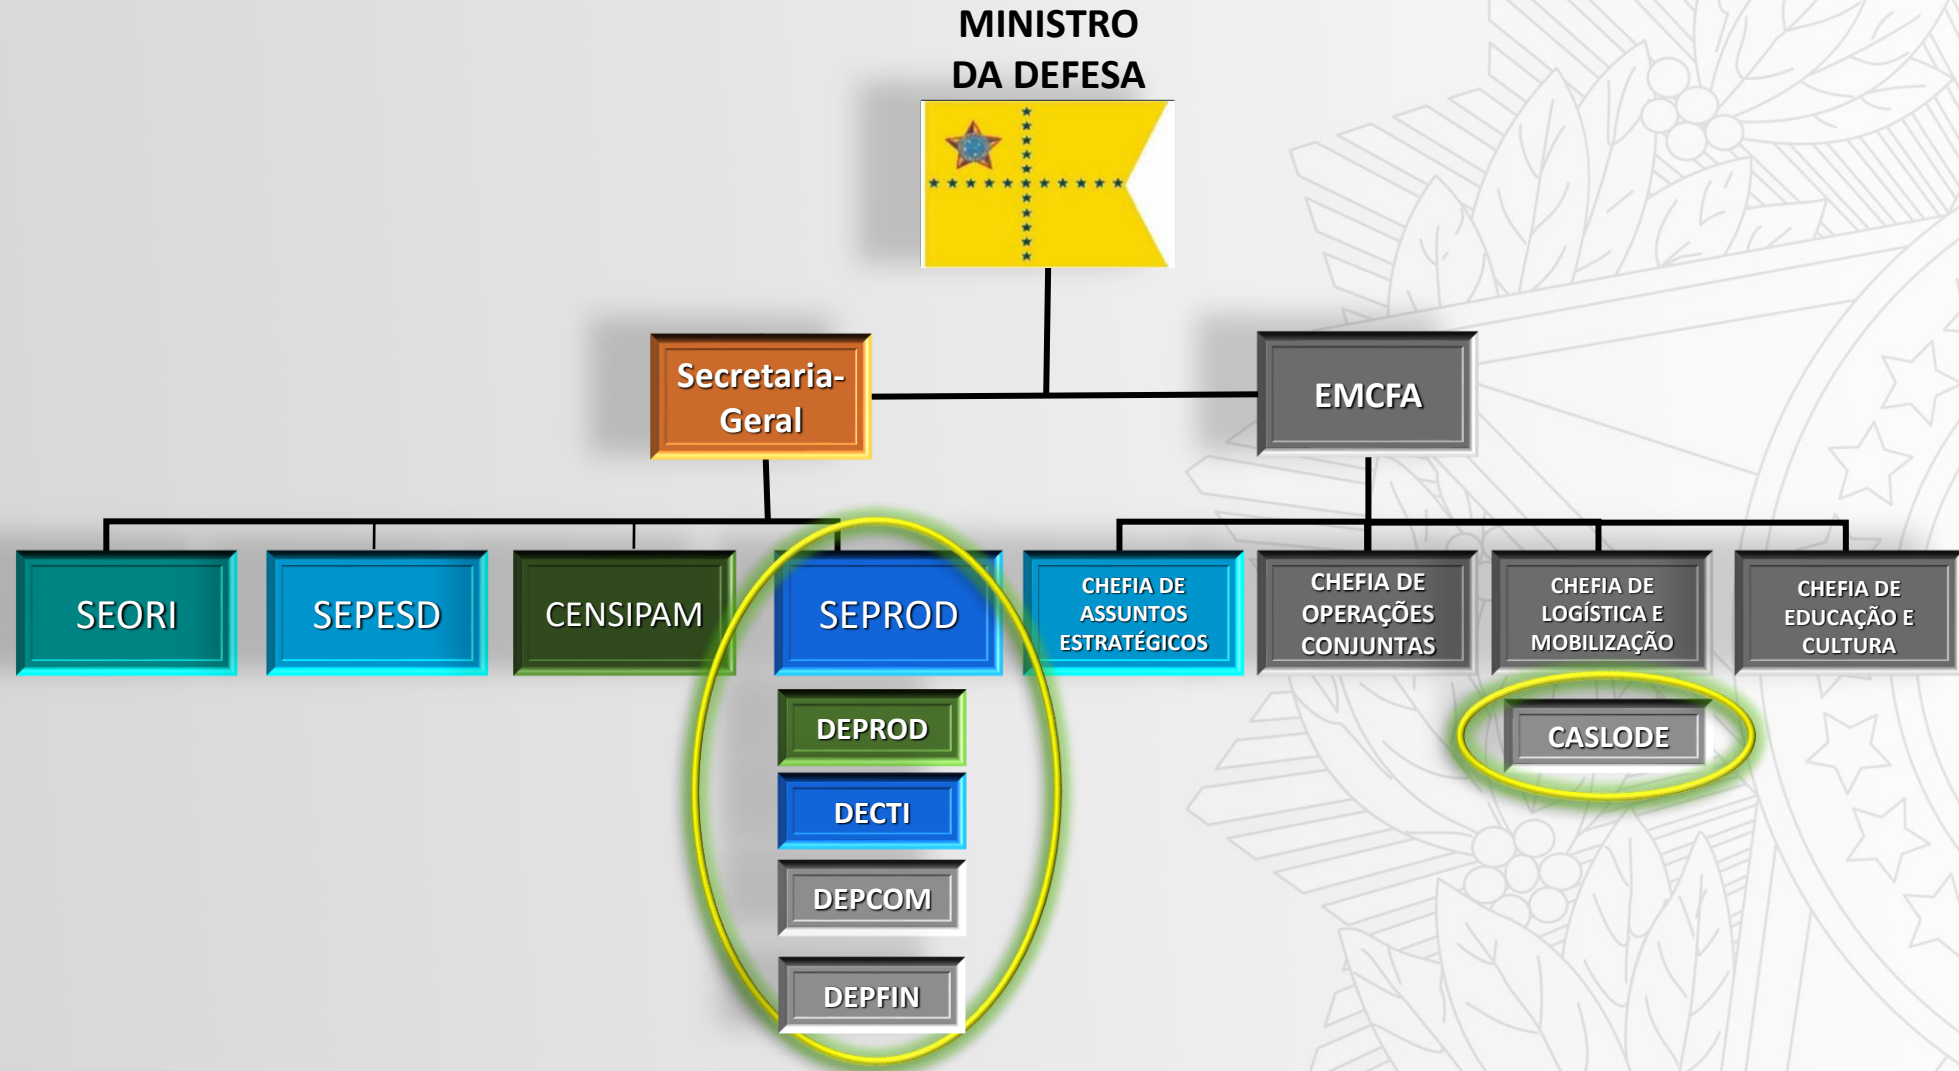 MINISTRO
DA DEFESA
Secretaria-
Geral
EMCFA
SEORI
SEPESD
CENSIPAM
SEPROD
CHEFIA DE
ASSUNTOS
ESTRATÉGICOS
CHEFIA DE
OPERAÇÕES
CONJUNTAS
CHEFIA DE
LOGÍSTICA E
MOBILIZAÇÃO
CHEFIA DE
EDUCAÇÃO E
CULTURA
DEPROD
DECTI
DEPCOM
DEPFIN
CASLODE